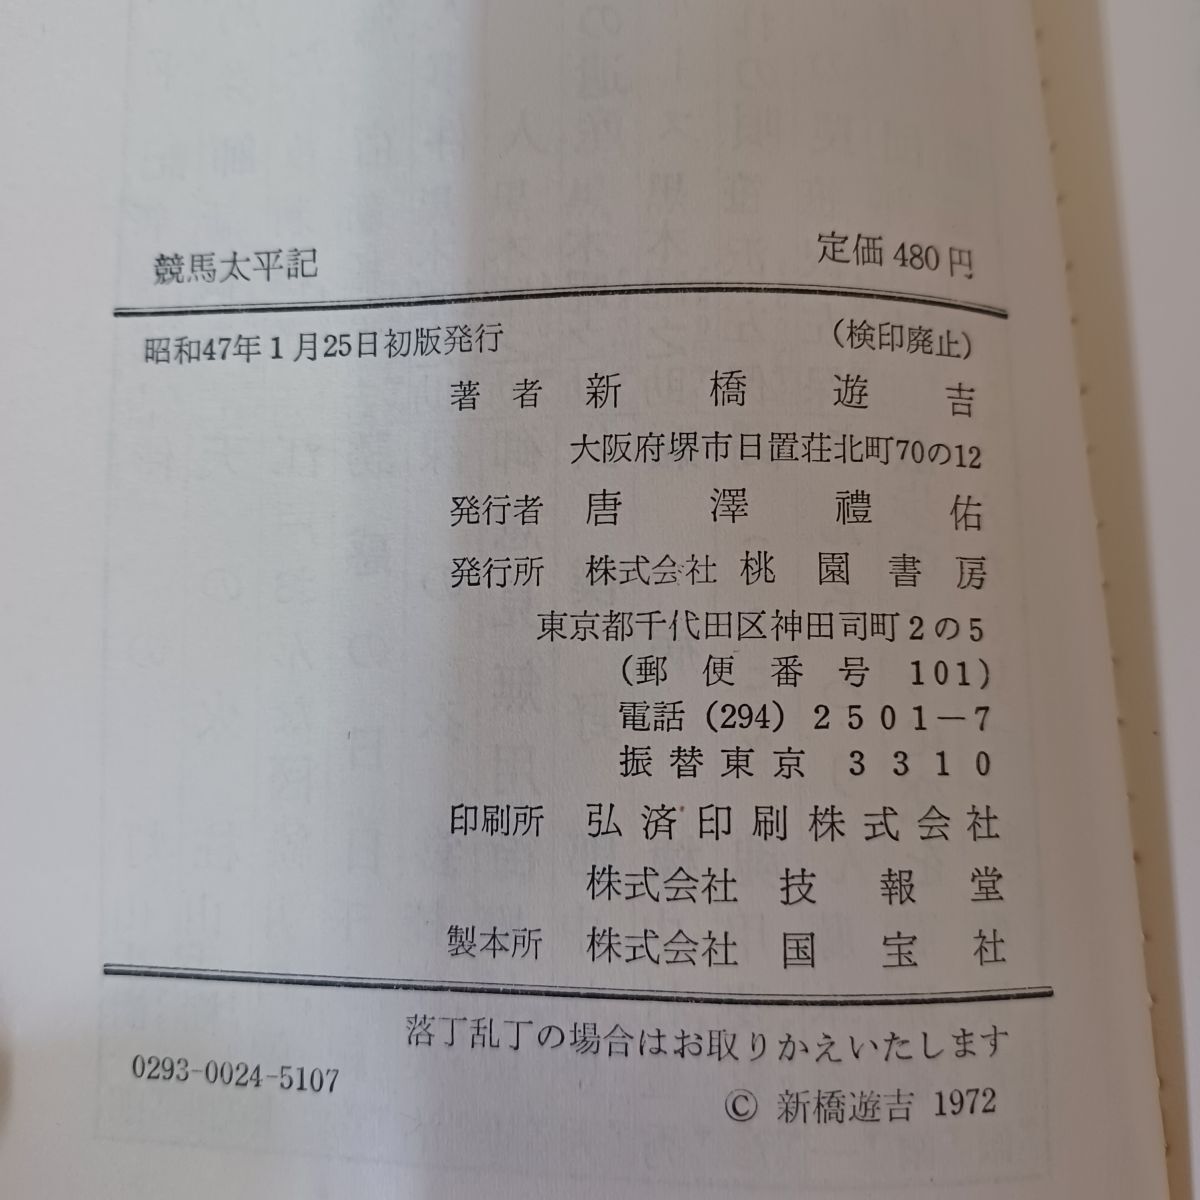 競馬太平記　定価 480 円
昭和47年1月25日初版発行　（検印廃止）
著者　新橋遊吉
大阪府堺市日置荘北町70の12
発行者　唐澤禮佑
発行所　株式会社桃園書房
東京都千代田区神田司町2の5
（郵便番号 101）
電話 (294) 2501－7
振替東京 3310
印刷所　弘済印刷株式会社
株式会社　技報堂
製本所　株式会社国宝社
落丁乱丁の場合はお取りかえいたします
0293-0024-5107
© 新橋遊吉 1972